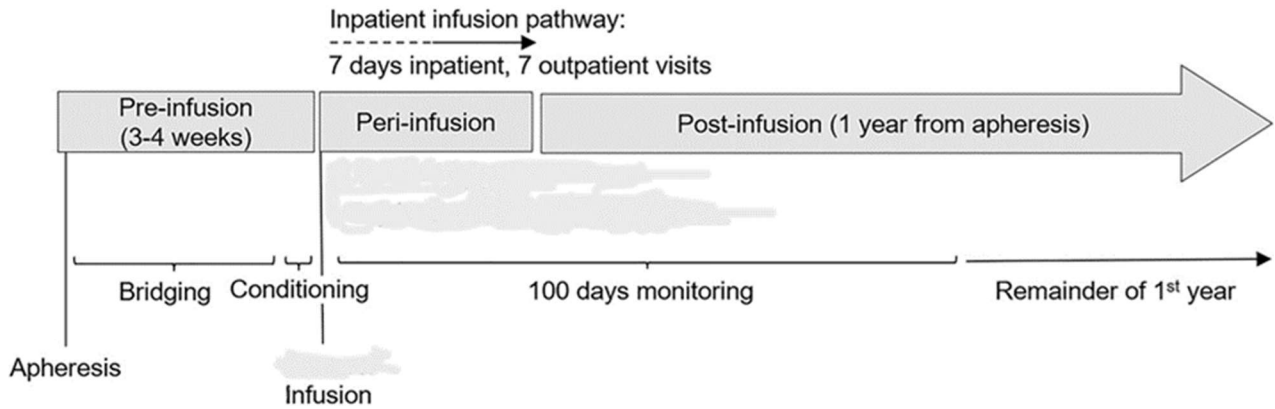 Inpatient infusion pathway:
7 days inpatient, 7 outpatient visits
Pre-infusion
(3-4 weeks)
Peri-infusion
Post-infusion (1 year from apheresis)
Bridging
Conditioning
100 days monitoring
Remainder of 1st year
Apheresis
Infusion